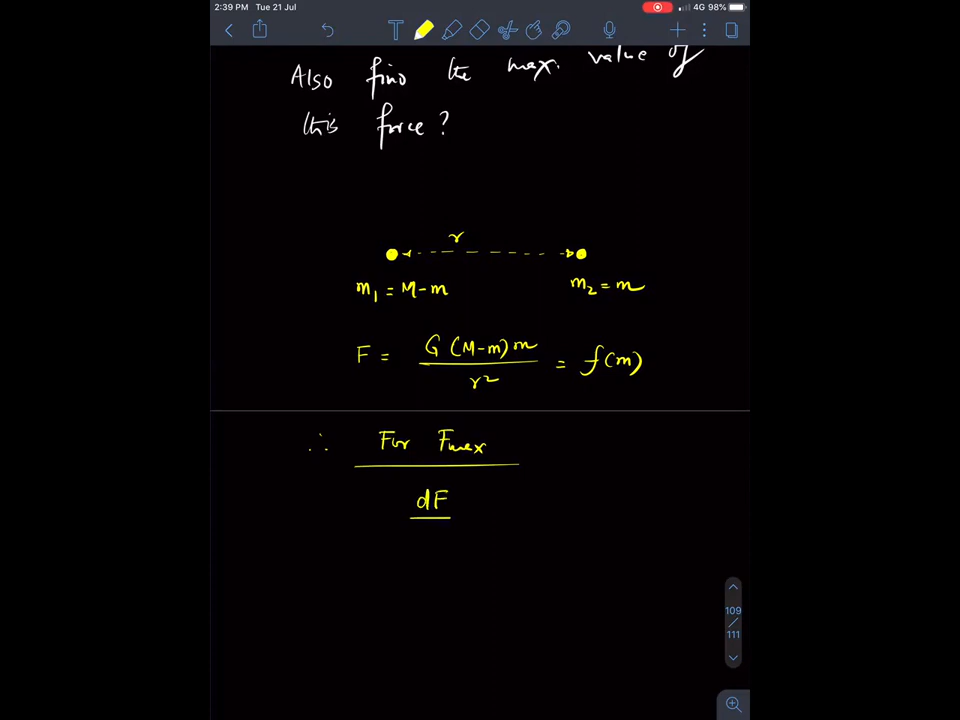 2:39 PM Tue 21 Jul 4G 98%
Also find the max. value of
this force?
r
m₁ = M-m m₂ = m
F = G (M-m) m / r² = f(m)
∴ For Fmax
dF
109
/
111